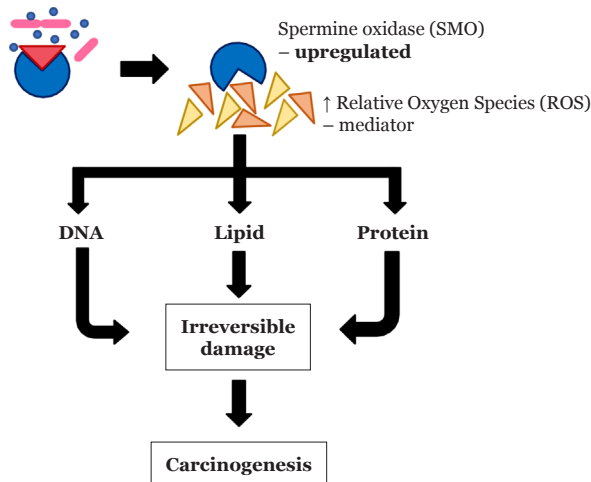 Spermine oxidase (SMO)
– upregulated
↑ Relative Oxygen Species (ROS)
– mediator
DNA
Lipid
Protein
Irreversible
damage
Carcinogenesis